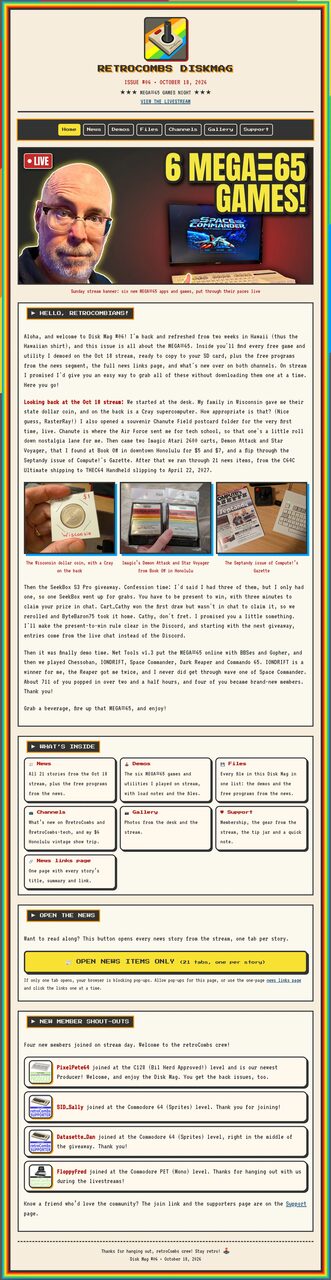 RETROCOMBS DISKMAG
ISSUE #04 • OCTOBER 18, 2026
★★★ MEGA65 GAMES NIGHT ★★★
VIEW THE LIVESTREAM
Home
News
Demos
Files
Channels
Gallery
Support
LIVE
6 MEGA65
GAMES!
SPACE
COMMANDER
Sunday stream banner: six new MEGA65 apps and games, put through their paces live
► HELLO, RETROCOMBIANS!
Aloha, and welcome to Disk Mag #04! I'm back and refreshed from two weeks in Hawaii (thus the
Hawaiian shirt), and this issue is all about the MEGA65. Inside you'll find every free game and
utility I demoed on the Oct 18 stream, ready to copy to your SD card, plus the free programs
from the news segment, the full news links page, and what's new on both channels. On stream
I promised I'd give you an easy way to grab all of these without downloading them one at a time.
Here you go!
Looking back at the Oct 18 stream: We started at the desk. My family in Wisconsin gave me their
state dollar coin, and on the back is a Cray supercomputer. How appropriate is that? (Nice
guess, RasterRay!) I also opened a souvenir Chanute Field postcard folder for the very first
time, live. Chanute is where the Air Force sent me for tech school, so that one's a little roll
down nostalgia lane for me. Then came two Imagic Atari 2600 carts, Demon Attack and Star
Voyager, that I found at Book Off in downtown Honolulu for $5 and $7, and a flip through the
Septandy issue of Compute!'s Gazette. After that we ran through 21 news items, from the C64C
Ultimate shipping to THEC64 Handheld slipping to April 22, 2027.
$1
Wisconsin
The Wisconsin dollar coin, with a Cray
on the back
Imagic's Demon Attack and Star Voyager
from Book Off in Honolulu
The Septandy issue of Compute!'s
Gazette
Then the SeekBox S3 Pro giveaway. Confession time: I'd said I had three of them, but I only had
one, so one SeekBox went up for grabs. You have to be present to win, with three minutes to
claim your prize in chat. Cart_Cathy won the first draw but wasn't in chat to claim it, so we
rerolled and ByteBaron75 took it home. Cathy, don't fret. I promised you a little something.
I'll make the present-to-win rule clear in the Discord, and starting with the next giveaway,
entries come from the live chat instead of the Discord.
Then it was finally demo time. Net Tools v1.3 put the MEGA65 online with BBSes and Gopher, and
then we played Chessohan, IONDRIFT, Space Commander, Dark Reaper and Commando 65. IONDRIFT is a
winner for me, the Reaper got me twice, and I never did get through wave one of Space Commander.
About 711 of you popped in over two and a half hours, and four of you became brand-new members.
Thank you!
Grab a beverage, fire up that MEGA65, and enjoy!
► WHAT'S INSIDE
News
All 21 stories from the Oct 18
stream, plus the free programs
from the news.
Demos
The six MEGA65 games and
utilities I played on stream,
with load notes and the files.
Files
Every file in this Disk Mag in
one list: the demos and the
free programs from the news.
Channels
What's new on @retroCombs and
@retroCombs-tech, and my $4
Honolulu vintage show trip.
Gallery
Photos from the desk and the
stream.
Support
Membership, the gear from the
stream, the tip jar and a quick
note.
News links page
One page with every story's
title, summary and link.
► OPEN THE NEWS
Want to read along? This button opens every news story from the stream, one tab per story.
OPEN NEWS ITEMS ONLY (21 tabs, one per story)
If only one tab opens, your browser is blocking pop-ups. Allow pop-ups for this page, or use the one-page news links page
and click the links one at a time.
► NEW MEMBER SHOUT-OUTS
Four new members joined on stream day. Welcome to the retroCombs crew!
PixelPete64 joined at the C128 (Bil Herd Approved!) level and is our newest
Producer! Welcome, and enjoy the Disk Mag. You get the back issues, too.
SID_Sally joined at the Commodore 64 (Sprites) level. Thank you for joining!
Datasette_Dan joined at the Commodore 64 (Sprites) level, right in the middle of
the giveaway. Thank you!
FloppyFred joined at the Commodore PET (Mono) level. Thanks for hanging out with us
during the livestreams!
Know a friend who'd love the community? The join link and the supporters page are on the Support
page.
Thanks for hanging out, retroCombs crew! Stay retro!
Disk Mag #04 • October 18, 2026